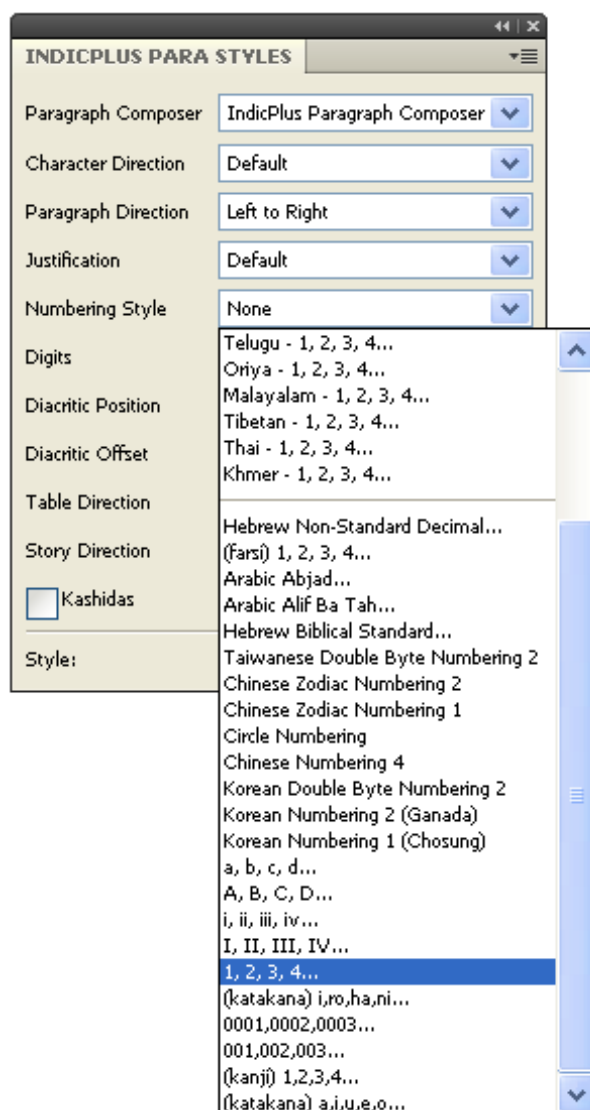 INDICPLUS PARA STYLES
Paragraph Composer IndicPlus Paragraph Composer
Character Direction Default
Paragraph Direction Left to Right
Justification Default
Numbering Style None
Digits
Diacritic Position
Diacritic Offset
Table Direction
Story Direction
Kashidas
Style:
Telugu - 1, 2, 3, 4...
Oriya - 1, 2, 3, 4...
Malayalam - 1, 2, 3, 4...
Tibetan - 1, 2, 3, 4...
Thai - 1, 2, 3, 4...
Khmer - 1, 2, 3, 4...
Hebrew Non-Standard Decimal...
(farsi) 1, 2, 3, 4...
Arabic Abjad...
Arabic Alif Ba Tah...
Hebrew Biblical Standard...
Taiwanese Double Byte Numbering 2
Chinese Zodiac Numbering 2
Chinese Zodiac Numbering 1
Circle Numbering
Chinese Numbering 4
Korean Double Byte Numbering 2
Korean Numbering 2 (Ganada)
Korean Numbering 1 (Chosung)
a, b, c, d...
A, B, C, D...
i, ii, iii, iv...
I, II, III, IV...
1, 2, 3, 4...
(katakana) i,ro,ha,ni...
0001,0002,0003...
001,002,003...
(kanji) 1,2,3,4...
(katakana) a,i,u,e,o...